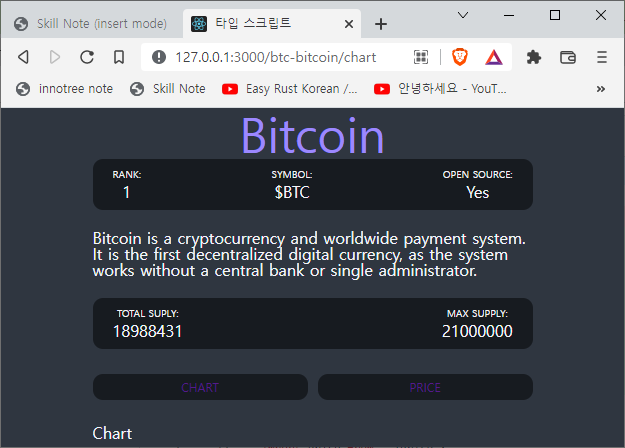 Skill Note (insert mode)
타입 스크립트
127.0.0.1:3000/btc-bitcoin/chart
innotree note
Skill Note
Easy Rust Korean /...
안녕하세요 - YouT...
Bitcoin
RANK:
SYMBOL:
OPEN SOURCE:
1
$BTC
Yes
Bitcoin is a cryptocurrency and worldwide payment system.
It is the first decentralized digital currency, as the system
works without a central bank or single administrator.
TOTAL SUPLY:
MAX SUPPLY:
18988431
21000000
CHART
PRICE
Chart